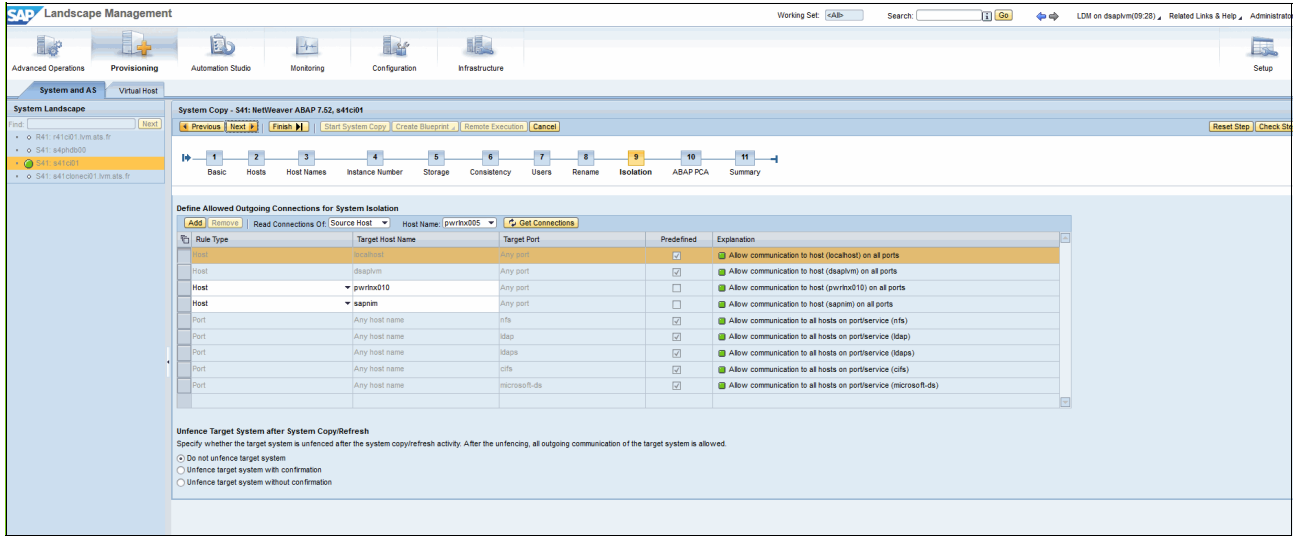 SAP Landscape Management
Working Set: <All> Search: Go LDM on dsaplvm(09:28) Related Links & Help Administrator
Advanced Operations Provisioning Automation Studio Monitoring Configuration Infrastructure Setup
System and AS Virtual Host
System Landscape
Find: Next
R41: r41ci01.lvm.ats.fr
S41: s4phdb00
S41: s41ci01
S41: s41cloneci01.lvm.ats.fr
System Copy - S41: NetWeaver ABAP 7.52, s41ci01
Previous Next Finish Start System Copy Create Blueprint Remote Execution Cancel Reset Step Check Ste
1 2 3 4 5 6 7 8 9 10 11
Basic Hosts Host Names Instance Number Storage Consistency Users Rename Isolation ABAP PCA Summary
Define Allowed Outgoing Connections for System Isolation
Add Remove Read Connections Of: Source Host Host Name: pwrlnx005 Get Connections
Rule Type Target Host Name Target Port Predefined Explanation
Host localhost Any port Allow communication to host (localhost) on all ports
Host dsaplvm Any port Allow communication to host (dsaplvm) on all ports
Host pwrlnx010 Any port Allow communication to host (pwrlnx010) on all ports
Host sapnim Any port Allow communication to host (sapnim) on all ports
Port Any host name nfs Allow communication to all hosts on port/service (nfs)
Port Any host name ldap Allow communication to all hosts on port/service (ldap)
Port Any host name ldaps Allow communication to all hosts on port/service (ldaps)
Port Any host name cifs Allow communication to all hosts on port/service (cifs)
Port Any host name microsoft-ds Allow communication to all hosts on port/service (microsoft-ds)
Unfence Target System after System Copy/Refresh
Specify whether the target system is unfenced after the system copy/refresh activity. After the unfencing, all outgoing communication of the target system is allowed.
Do not unfence target system
Unfence target system with confirmation
Unfence target system without confirmation